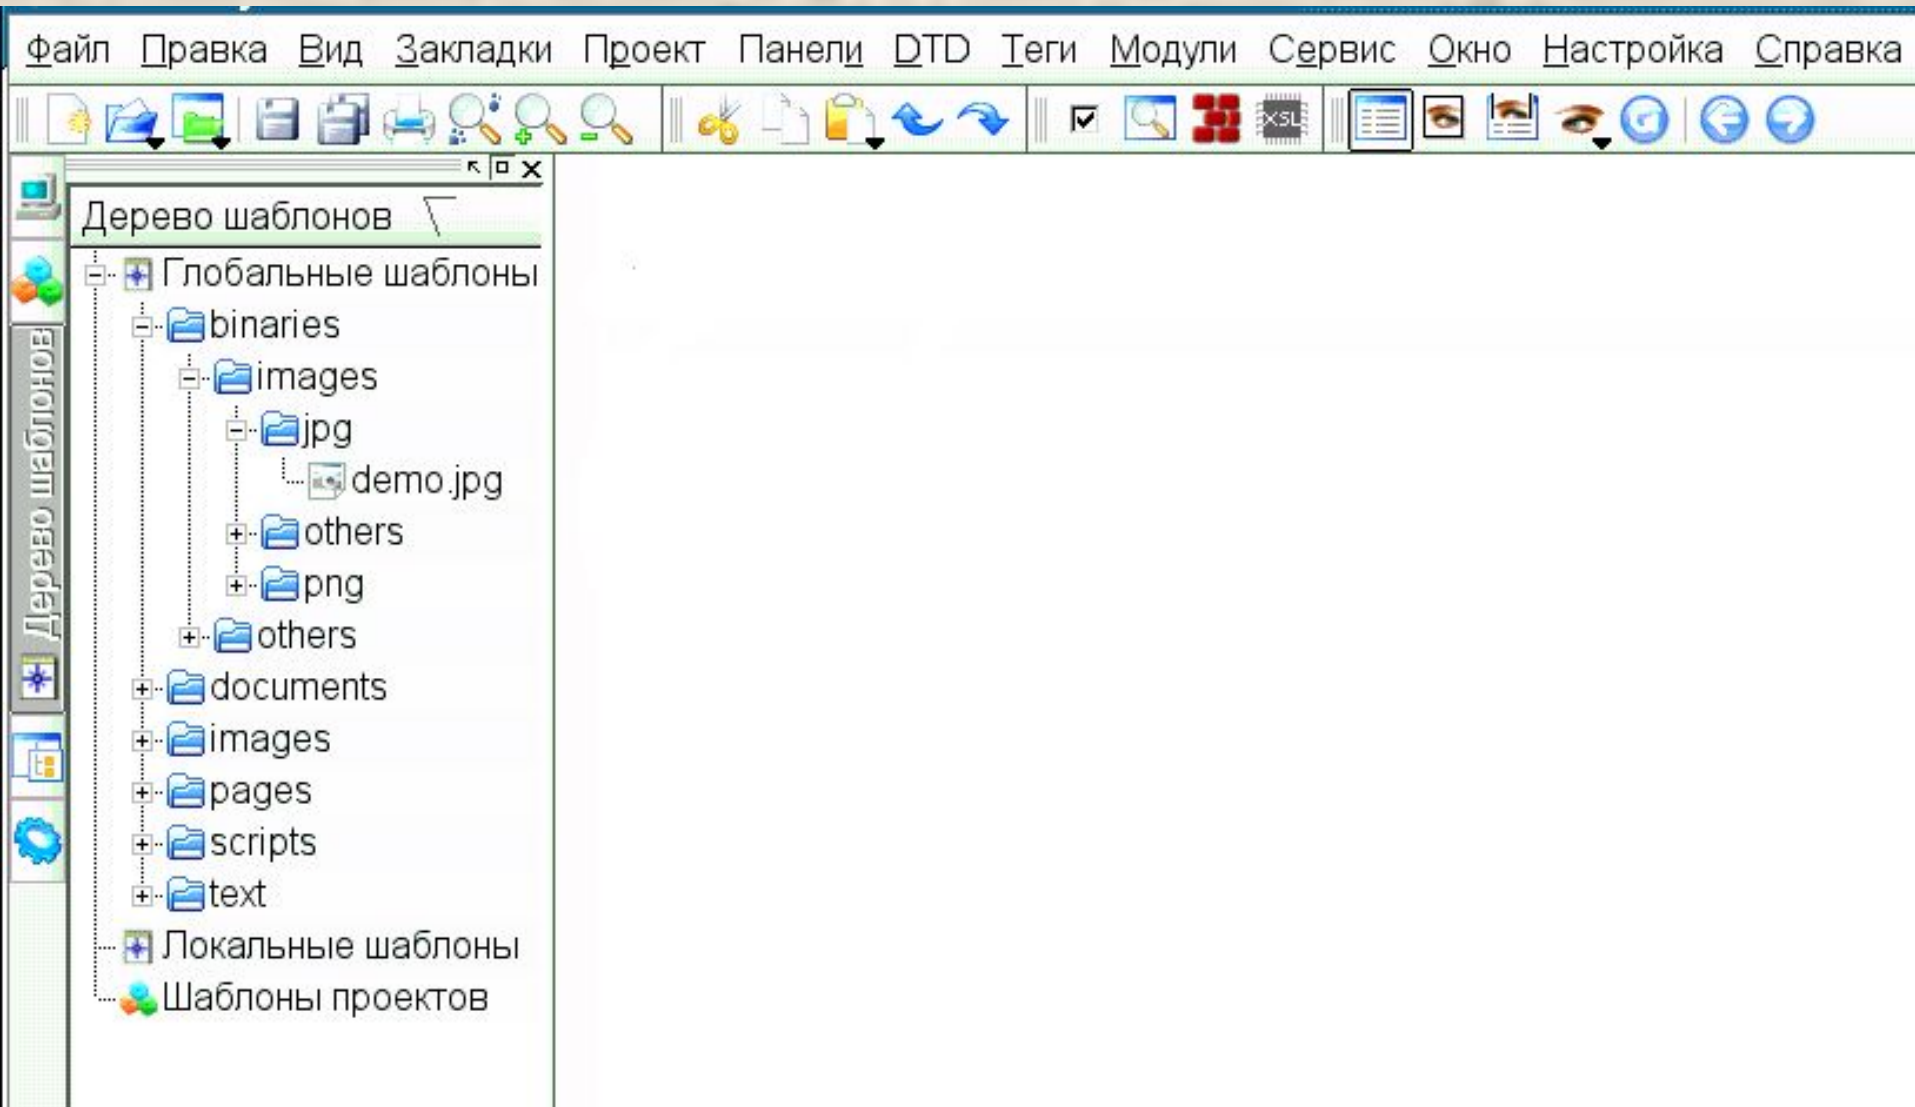 Файл Правка Вид Закладки Проект Панели DTD Теги Модули Сервис Окно Настройка Справка
XSL
Дерево шаблонов
Дерево шаблонов
Глобальные шаблоны
binaries
images
jpg
demo.jpg
others
png
others
documents
images
pages
scripts
text
Локальные шаблоны
Шаблоны проектов